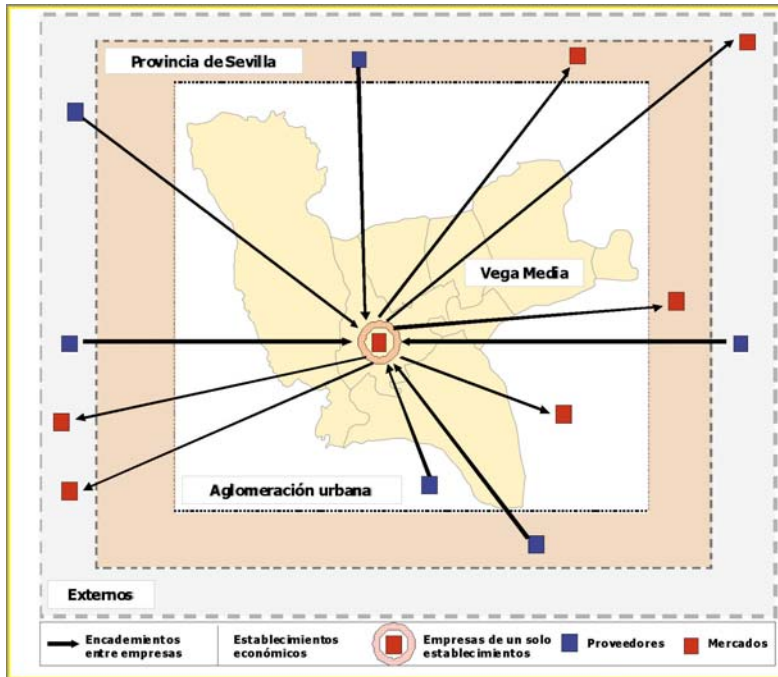 Provincia de Sevilla
Vega Media
Aglomeración urbana
Externos
Encademientos
entre empresas
Establecimientos
económicos
Empresas de un solo
establecimientos
Proveedores
Mercados